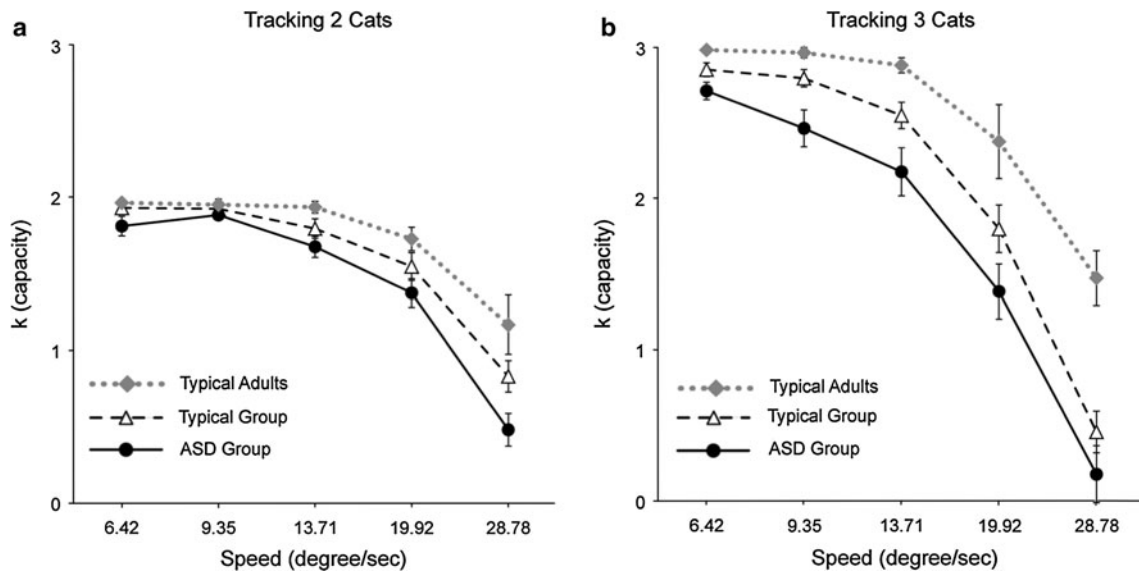 a
Tracking 2 Cats
3
2
1
0
k (capacity)
Typical Adults
Typical Group
ASD Group
6.42 9.35 13.71 19.92 28.78
Speed (degree/sec)
b
Tracking 3 Cats
3
2
1
0
k (capacity)
Typical Adults
Typical Group
ASD Group
6.42 9.35 13.71 19.92 28.78
Speed (degree/sec)